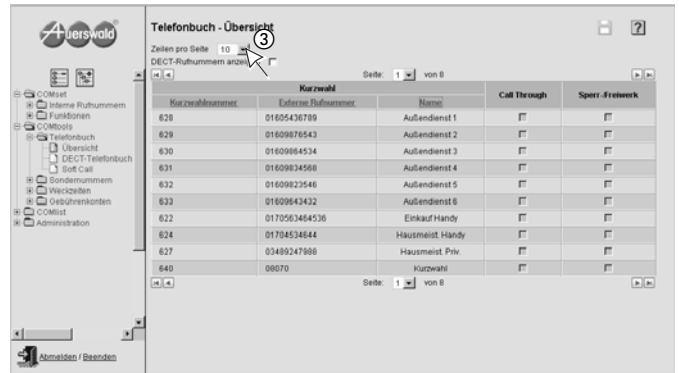 Auerswald
COMset
Interne Rufnummern
Funktionen
COMtools
Telefonbuch
Übersicht
DECT-Telefonbuch
Soft Call
Sondernummern
Weckzeiten
Gebührenkonten
COMlist
Administration
Abmelden / Beenden
Telefonbuch - Übersicht
3
?
Zeilen pro Seite 10
DECT-Rufnummern anzei
Seite: 1 von 8
Kurzwahl Call Through Sperr-/Freiwerk
Kurzwahlnummer Externe Rufnummer Name
628 01605436789 Außendienst 1
629 01609876543 Außendienst 2
630 01609864534 Außendienst 3
631 01609834568 Außendienst 4
632 01609823546 Außendienst 5
633 01609643432 Außendienst 6
622 0170563464536 Einkauf Handy
624 01704534644 Hausmeist. Handy
627 03489247988 Hausmeist. Priv.
640 08070 Kurzwahl
Seite: 1 von 8